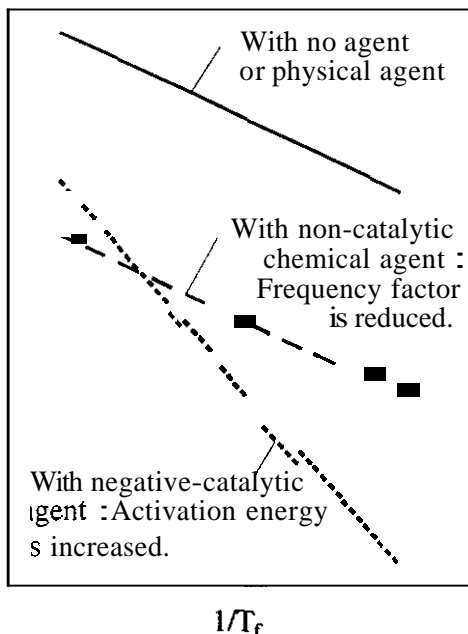 With no agent
or physical agent
With non-catalytic
chemical agent :
Frequency factor
is reduced.
With negative-catalytic
agent : Activation energy
s increased.
1/Tf